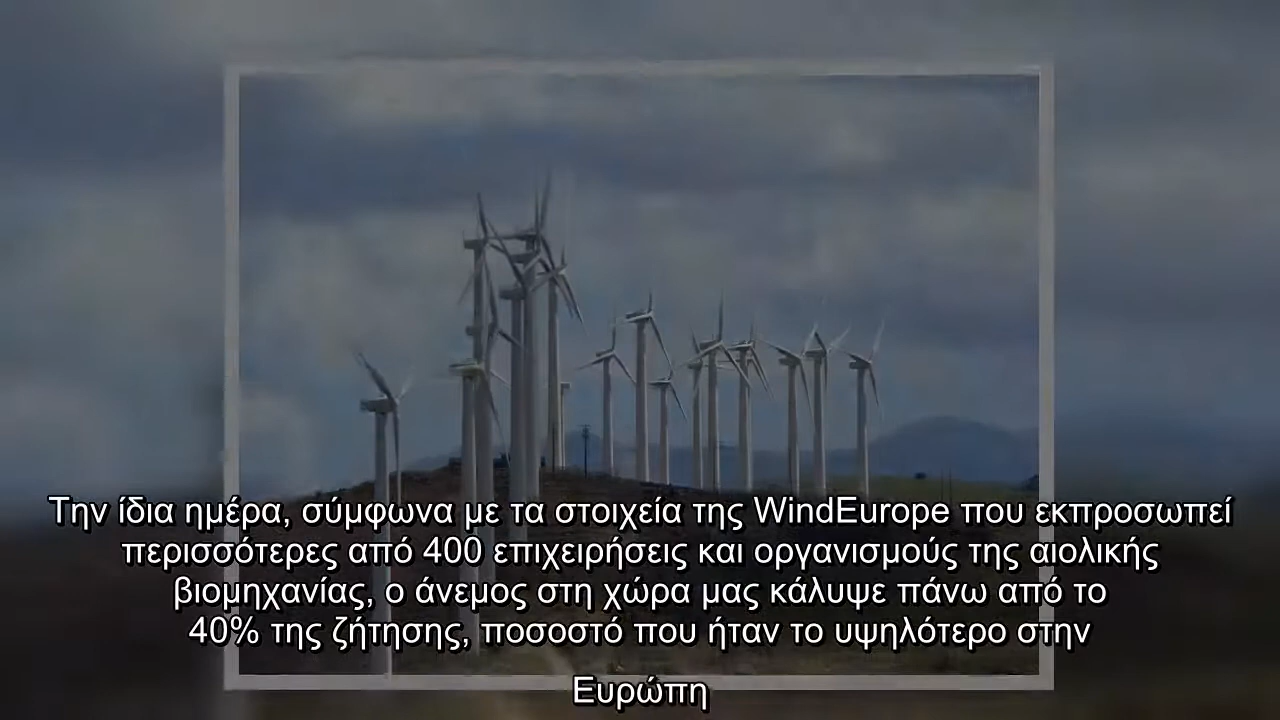 Την ίδια ημέρα, σύμφωνα με τα στοιχεία της WindEurope που εκπροσωπεί
περισσότερες από 400 επιχειρήσεις και οργανισμούς της αιολικής
βιομηχανίας, ο άνεμος στη χώρα μας κάλυψε πάνω από το
40% της ζήτησης, ποσοστό που ήταν το υψηλότερο στην
Ευρώπη